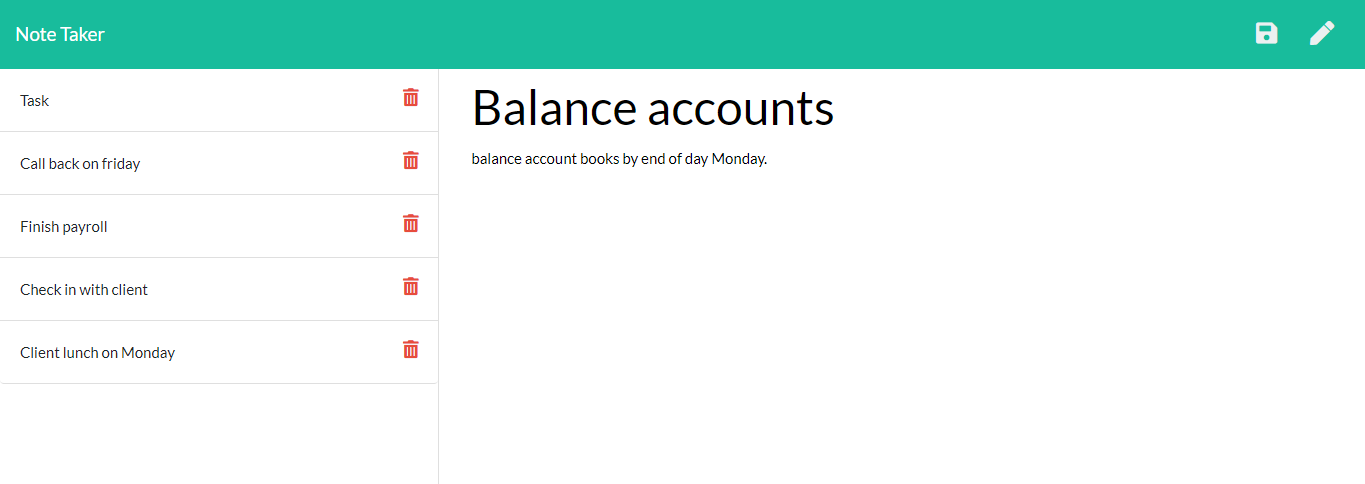 Note Taker
Task
Call back on friday
Finish payroll
Check in with client
Client lunch on Monday
Balance accounts
balance account books by end of day Monday.